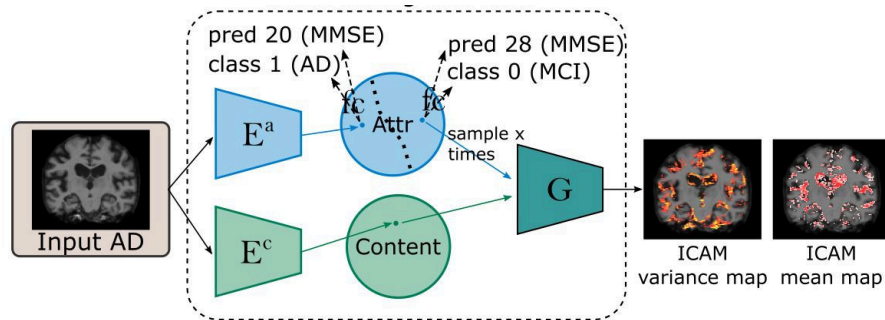 pred 20 (MMSE)
class 1 (AD)
pred 28 (MMSE)
class 0 (MCI)
fc
fc
Attr
Eᵃ
sample x
times
G
Input AD
Eᶜ
Content
ICAM
variance map
ICAM
mean map